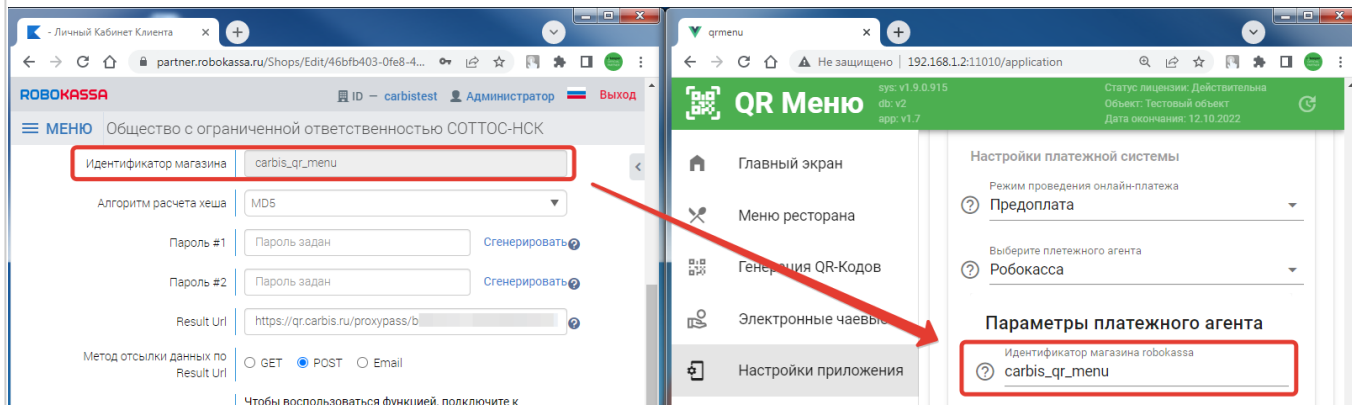 - Личный Кабинет Клиента
partner.robokassa.ru/Shops/Edit/46bfb403-0fe8-4...
ROBOKASSA
ID — carbistest
Администратор
Выход
МЕНЮ
Общество с ограниченной ответственностью СОТТОС-НСК
Идентификатор магазина
carbis_qr_menu
Алгоритм расчета хеша
MD5
Пароль #1
Пароль задан
Сгенерировать
Пароль #2
Пароль задан
Сгенерировать
Result Url
https://qr.carbis.ru/proxypass/b
Метод отсылки данных по
Result Url
GET
POST
Email
Чтобы воспользоваться функцией, подключите к
qrmenu
Не защищено
192.168.1.2:11010/application
QR Меню
sys: v1.9.0.915
db: v2
app: v1.7
Статус лицензии: Действительна
Объект: Тестовый объект
Дата окончания: 12.10.2022
Главный экран
Меню ресторана
Генерация QR-Кодов
Электронные чаевые
Настройки приложения
Настройки платежной системы
Режим проведения онлайн-платежа
Предоплата
Выберите плетежного агента
Робокасса
Параметры платежного агента
Идентификатор магазина robokassa
carbis_qr_menu